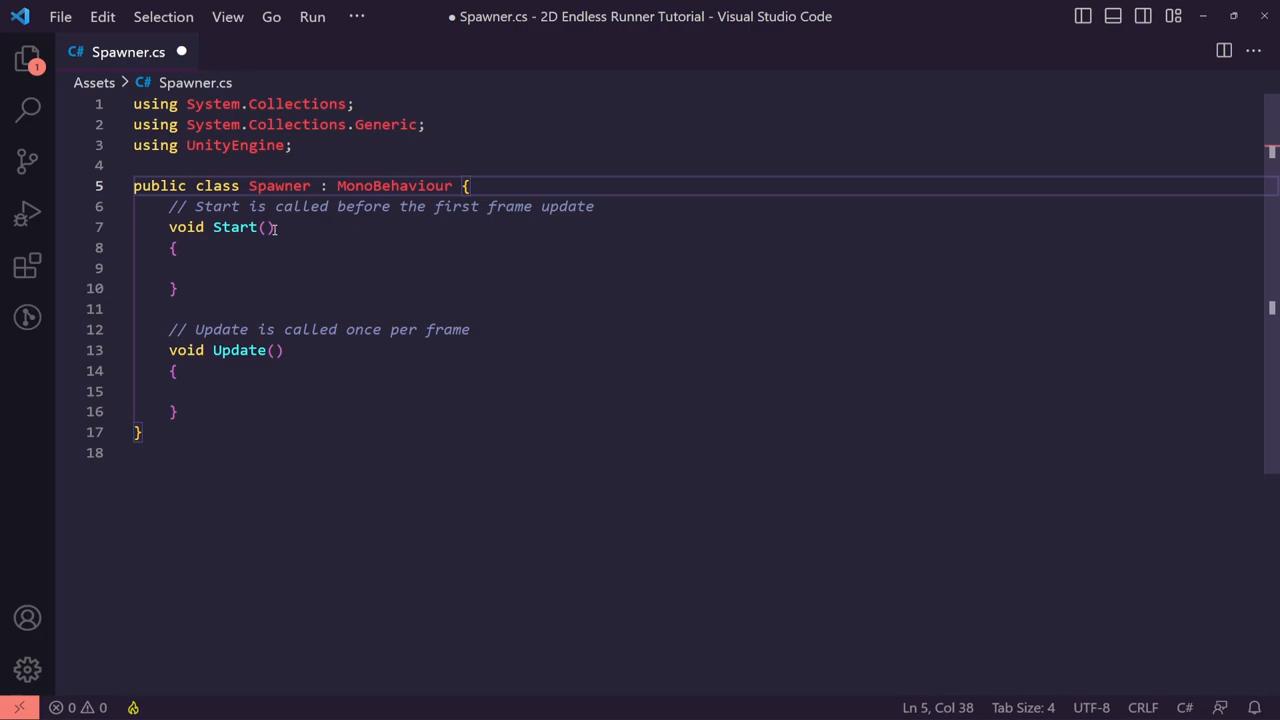 File Edit Selection View Go Run ··· ● Spawner.cs - 2D Endless Runner Tutorial - Visual Studio Code
C# Spawner.cs ●
1
Assets > C# Spawner.cs
1 using System.Collections;
2 using System.Collections.Generic;
3 using UnityEngine;
4
5 public class Spawner : MonoBehaviour {
6 // Start is called before the first frame update
7 void Start()
8 {
9
10 }
11
12 // Update is called once per frame
13 void Update()
14 {
15
16 }
17 }
18
0 0 Ln 5, Col 38 Tab Size: 4 UTF-8 CRLF C#